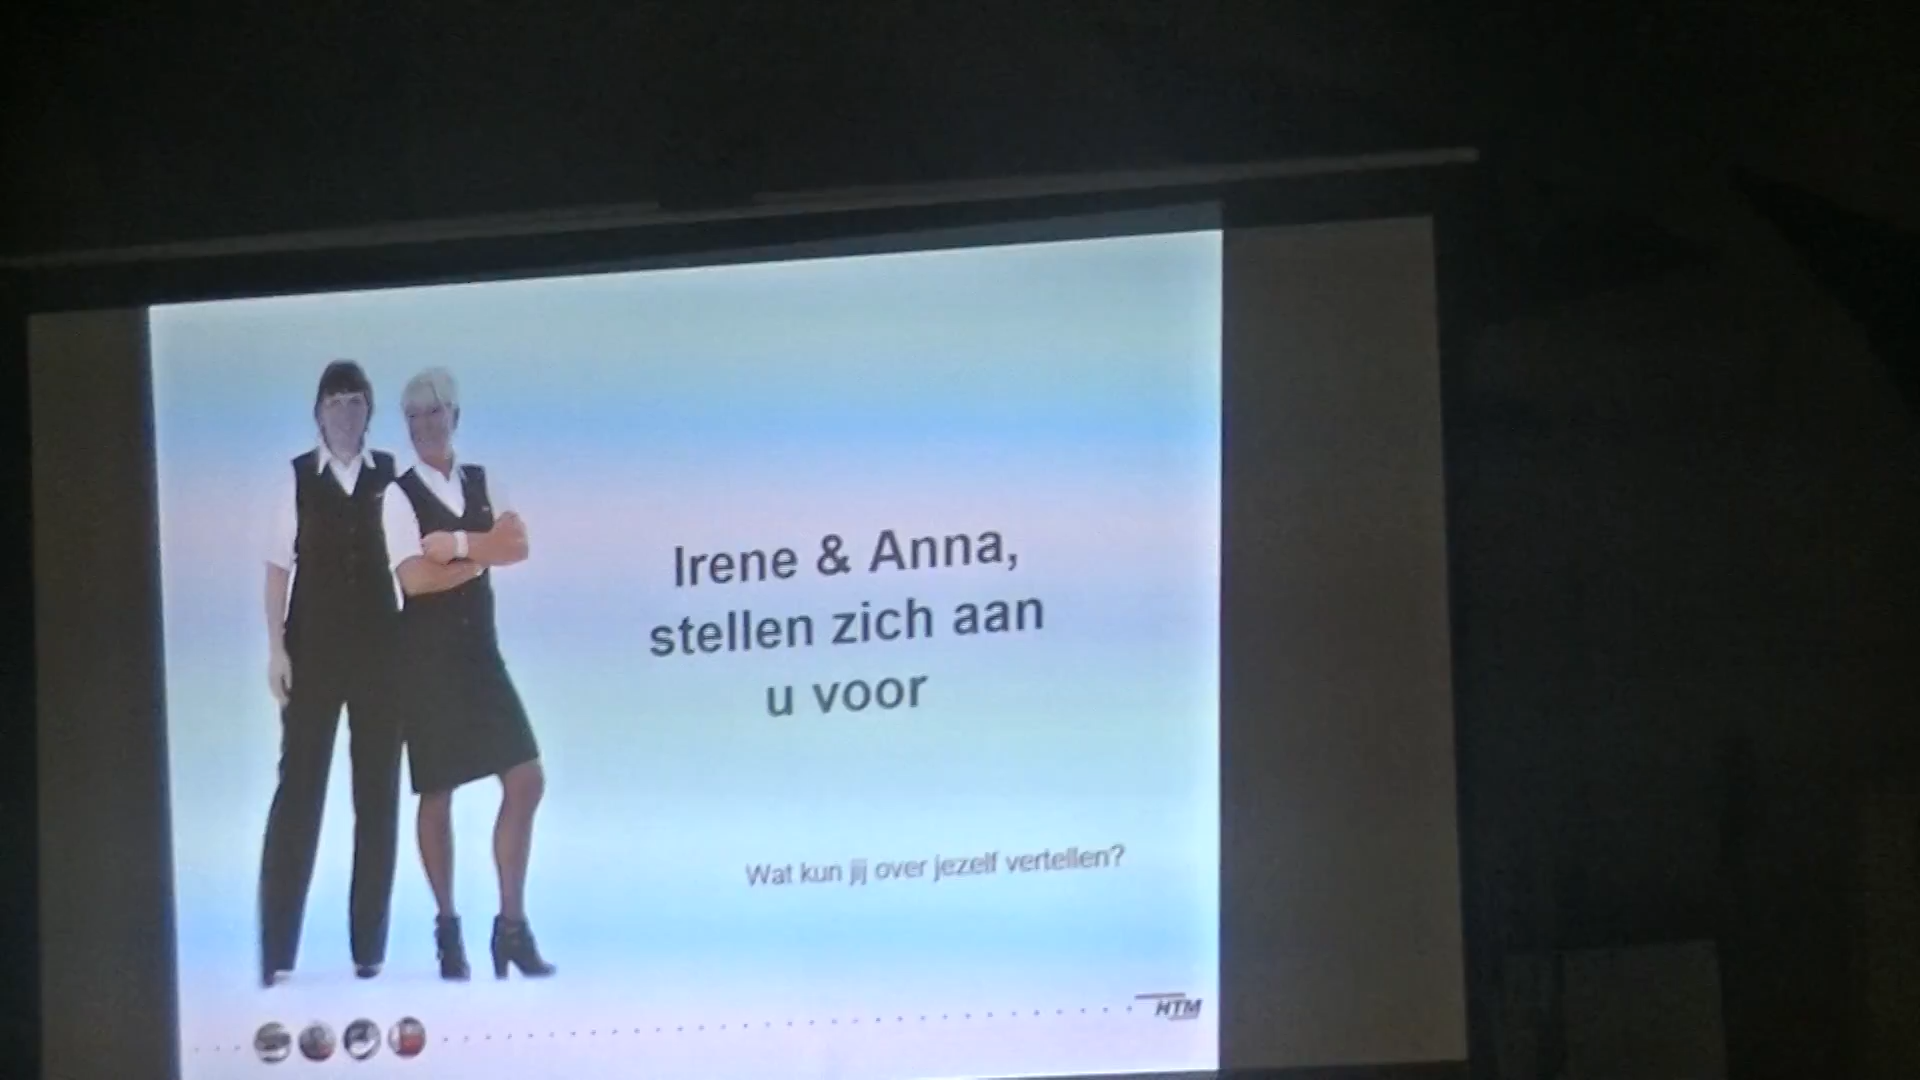 Irene & Anna,
stellen zich aan
u voor
Wat kun jij over jezelf vertellen?
HTM